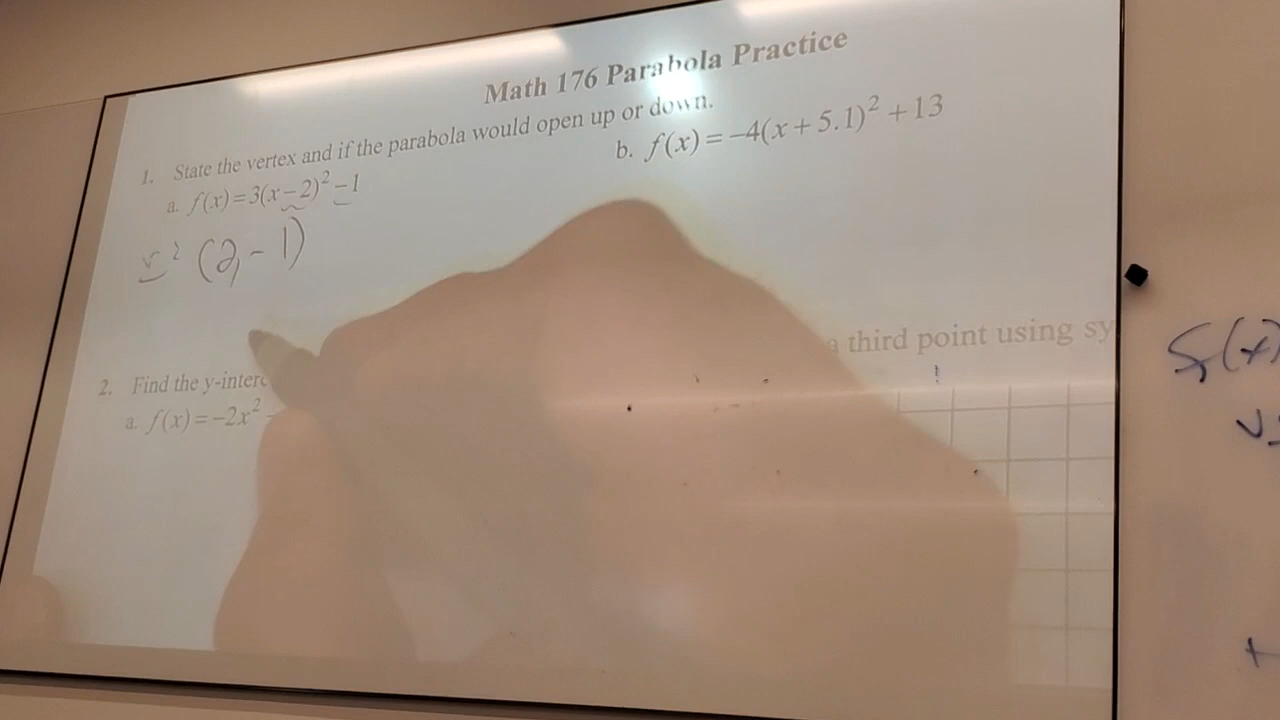 Math 176 Parabola Practice
1. State the vertex and if the parabola would open up or down.
a. f(x)=3(x−2)²−1
b. f(x)=−4(x+5.1)²+13
(2,-1)
a third point using sy
2. Find the y-interc
a. f(x)=−2x²